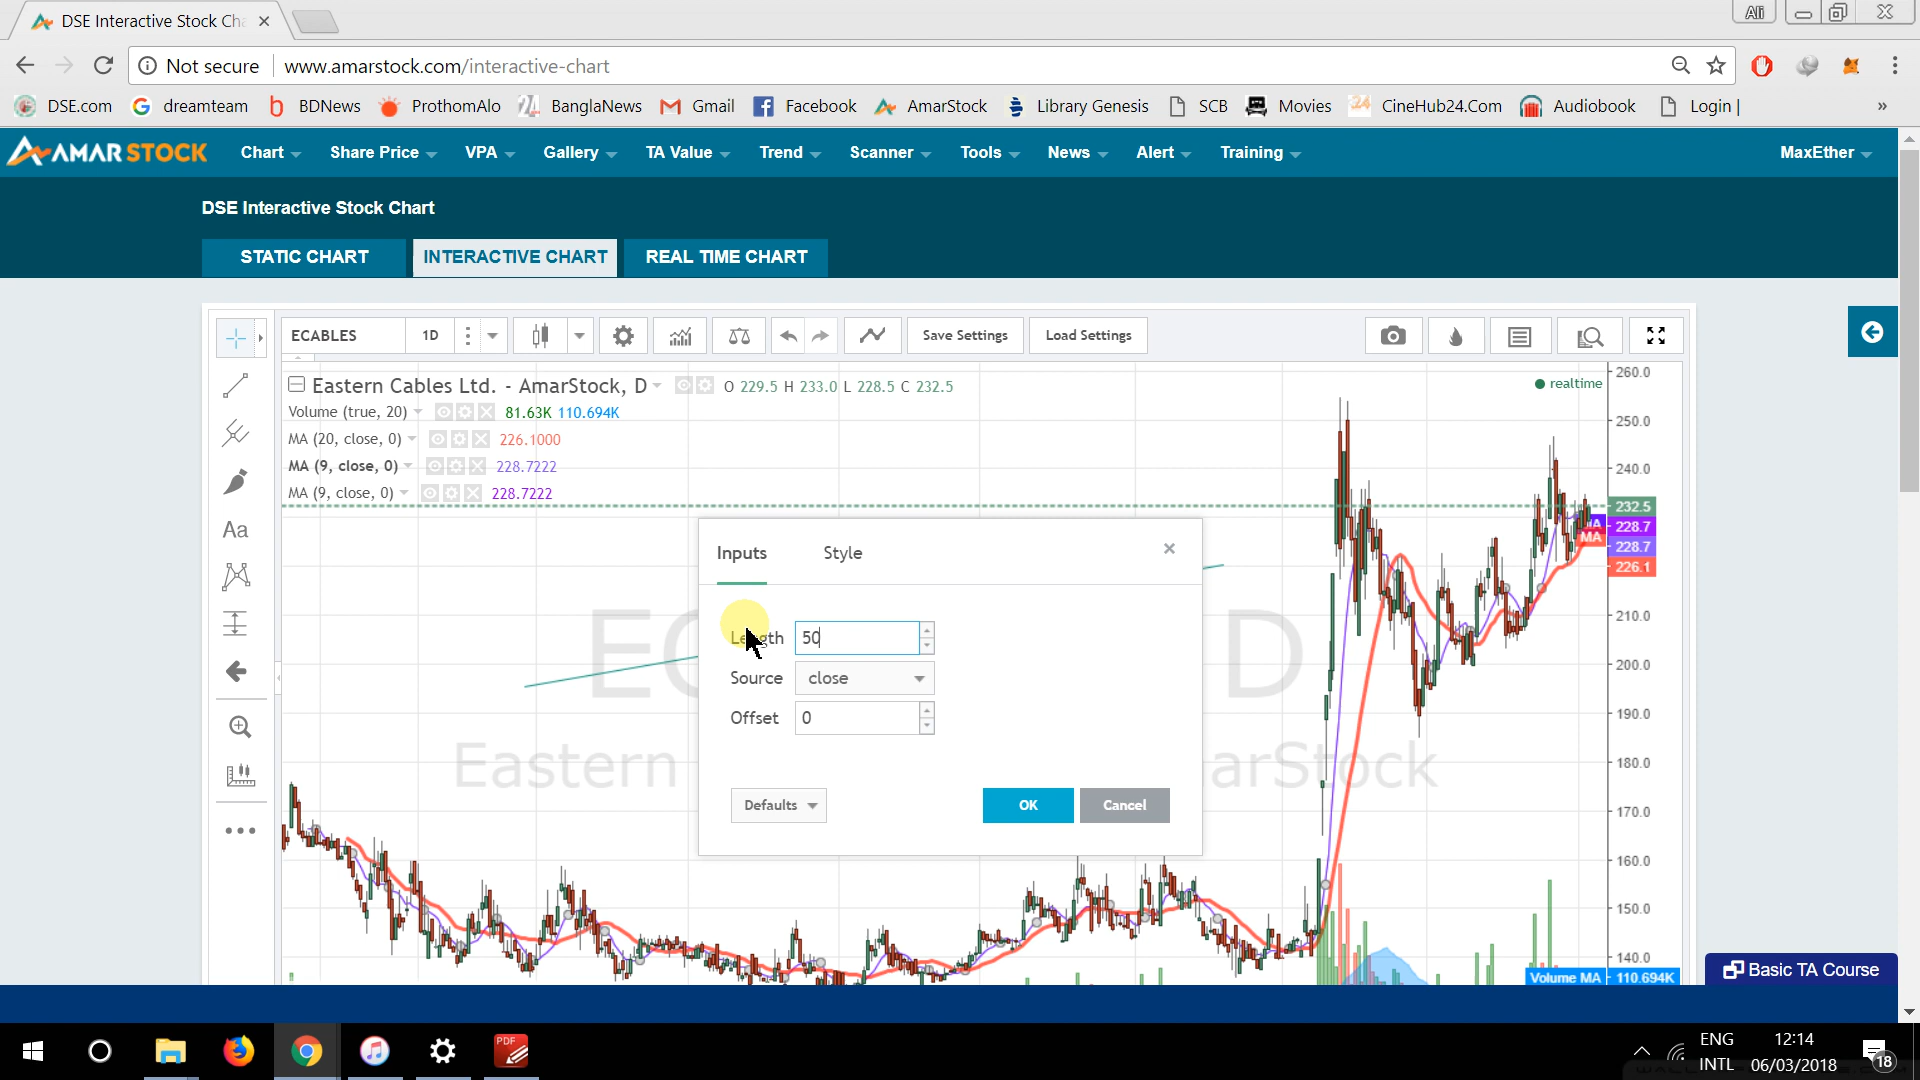 DSE Interactive Stock Cha
Ali
Not secure www.amarstock.com/interactive-chart
DSE.com dreamteam BDNews ProthomAlo BanglaNews Gmail Facebook AmarStock Library Genesis SCB Movies CineHub24.Com Audiobook Login | »
AMAR STOCK Chart Share Price VPA Gallery TA Value Trend Scanner Tools News Alert Training MaxEther
DSE Interactive Stock Chart
STATIC CHART INTERACTIVE CHART REAL TIME CHART
ECABLES 1D Save Settings Load Settings
Eastern Cables Ltd. - AmarStock, D O 229.5 H 233.0 L 228.5 C 232.5
realtime
Volume (true, 20) 81.63K 110.694K
MA (20, close, 0) 226.1000
MA (9, close, 0) 228.7222
MA (9, close, 0) 228.7222
Aa
260.0
250.0
240.0
232.5
228.7
MA 228.7
226.1
210.0
200.0
190.0
180.0
170.0
160.0
150.0
140.0
Volume MA 110.694K
Inputs Style ×
Length 50
Source close
Offset 0
Defaults OK Cancel
Eastern
Basic TA Course
PDF
ENG 12:14
INTL 06/03/2018 18